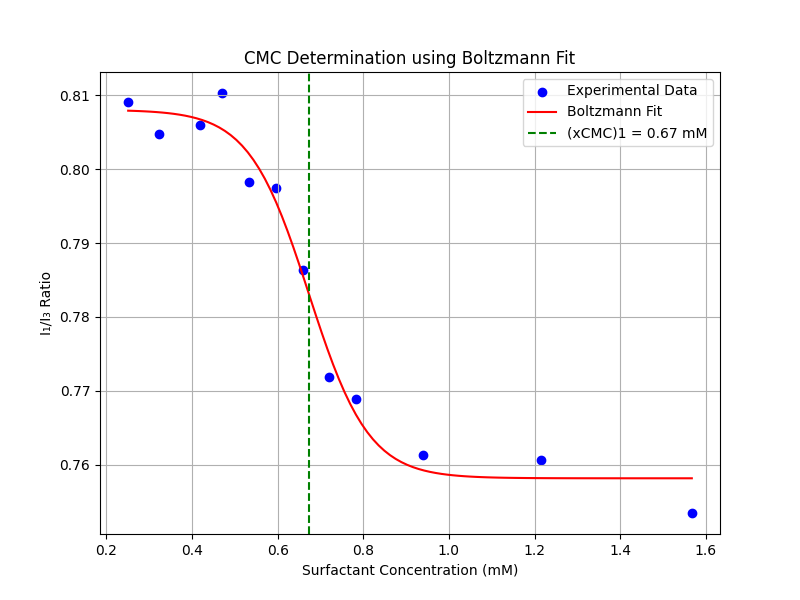 CMC Determination using Boltzmann Fit
Experimental Data
Boltzmann Fit
(xCMC)1 = 0.67 mM
I₁/I₃ Ratio
0.81
0.80
0.79
0.78
0.77
0.76
0.2 0.4 0.6 0.8 1.0 1.2 1.4 1.6
Surfactant Concentration (mM)